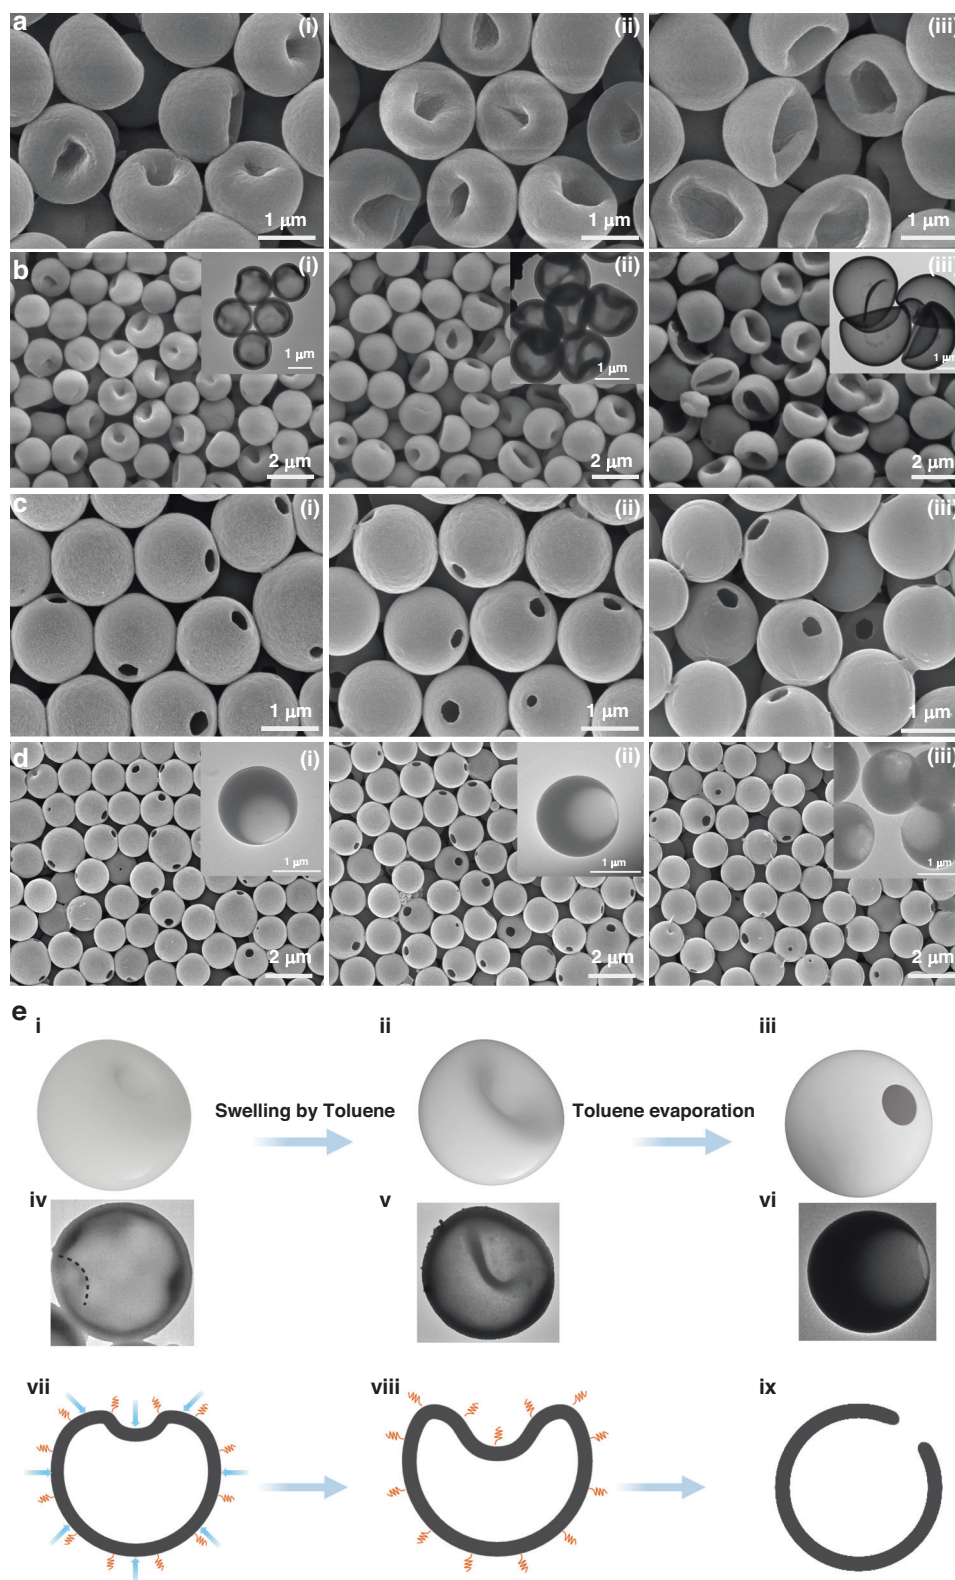 a (i) (ii) (iii)
1 μm 1 μm 1 μm
b (i) (ii) (iii)
1 μm 1 μm 1 μm
2 μm 2 μm 2 μm
c (i) (ii) (iii)
1 μm 1 μm 1 μm
d (i) (ii) (iii)
1 μm 1 μm 1 μm
2 μm 2 μm 2 μm
e
i ii iii
Swelling by Toluene Toluene evaporation
iv v vi
vii viii ix